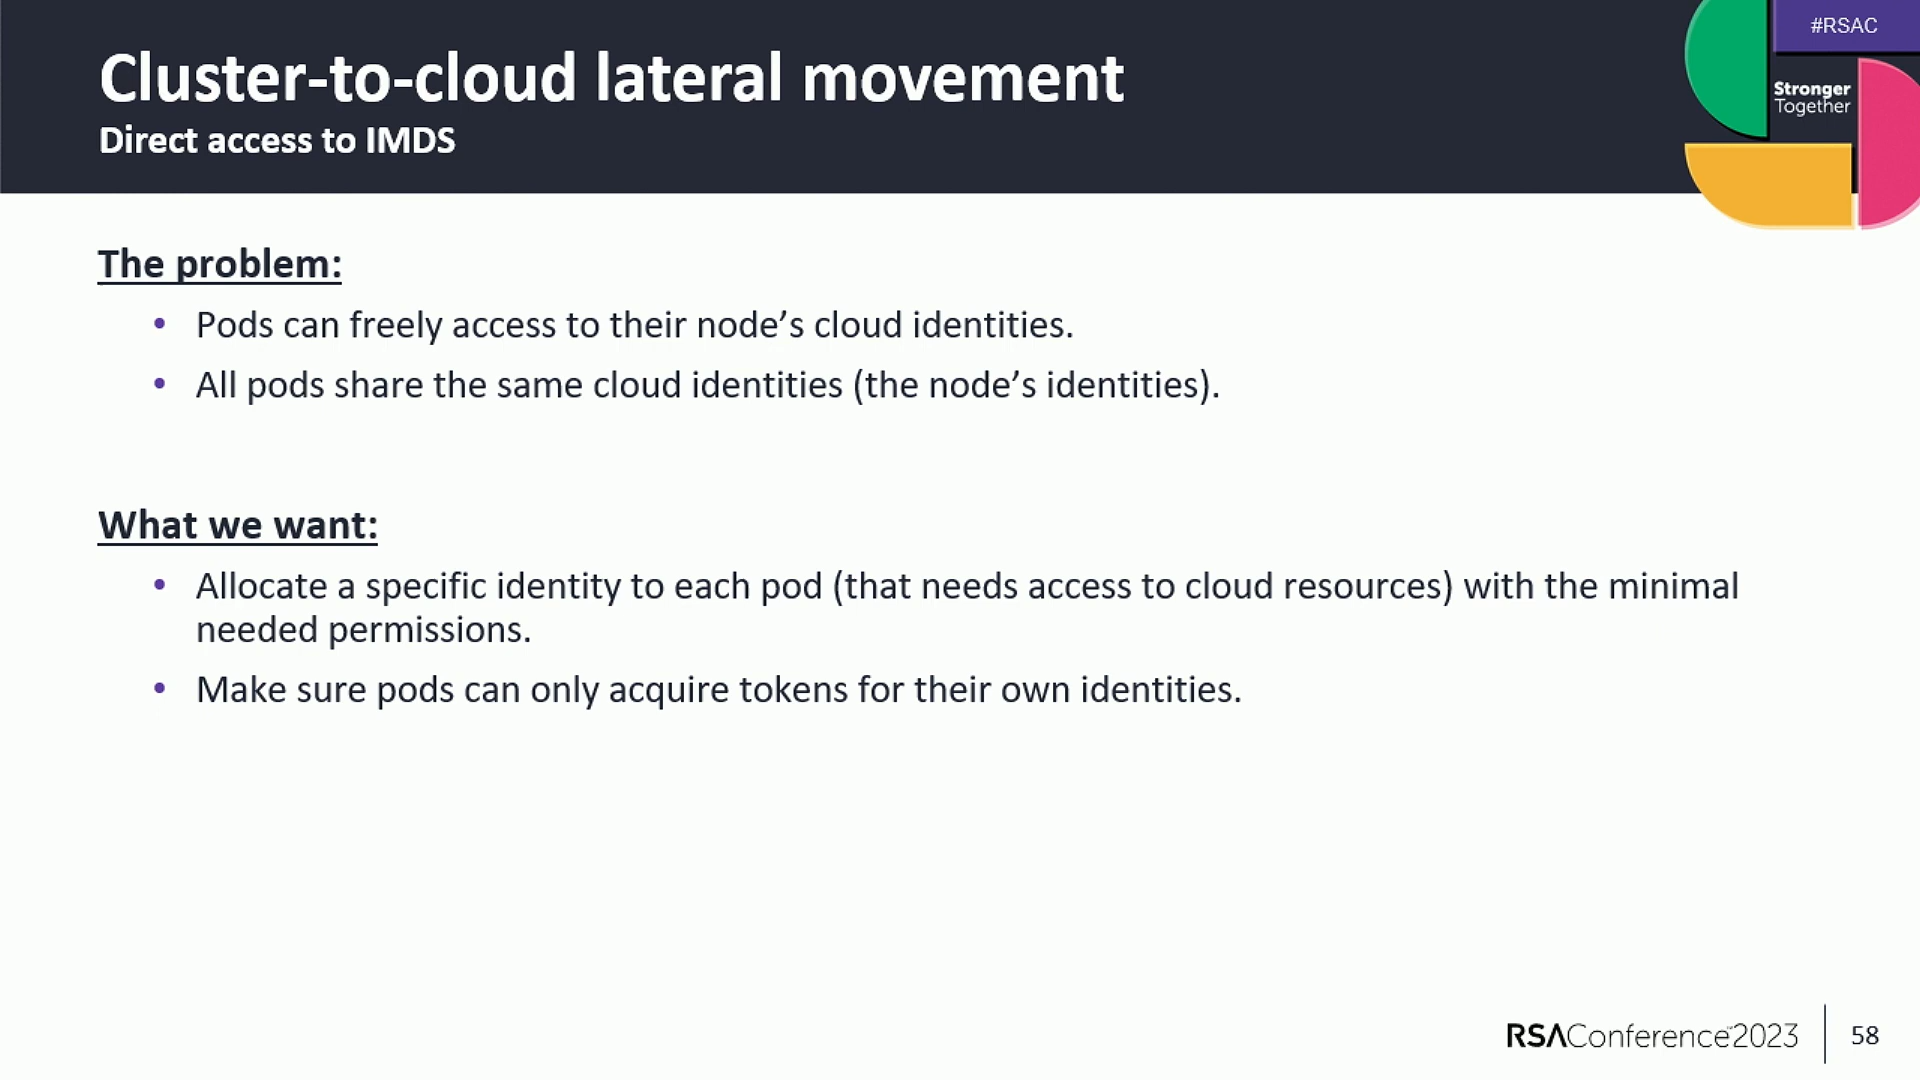 #RSAC
Cluster-to-cloud lateral movement
Direct access to IMDS
Stronger
Together
The problem:
• Pods can freely access to their node’s cloud identities.
• All pods share the same cloud identities (the node’s identities).
What we want:
• Allocate a specific identity to each pod (that needs access to cloud resources) with the minimal
needed permissions.
• Make sure pods can only acquire tokens for their own identities.
RSAConference™2023
58